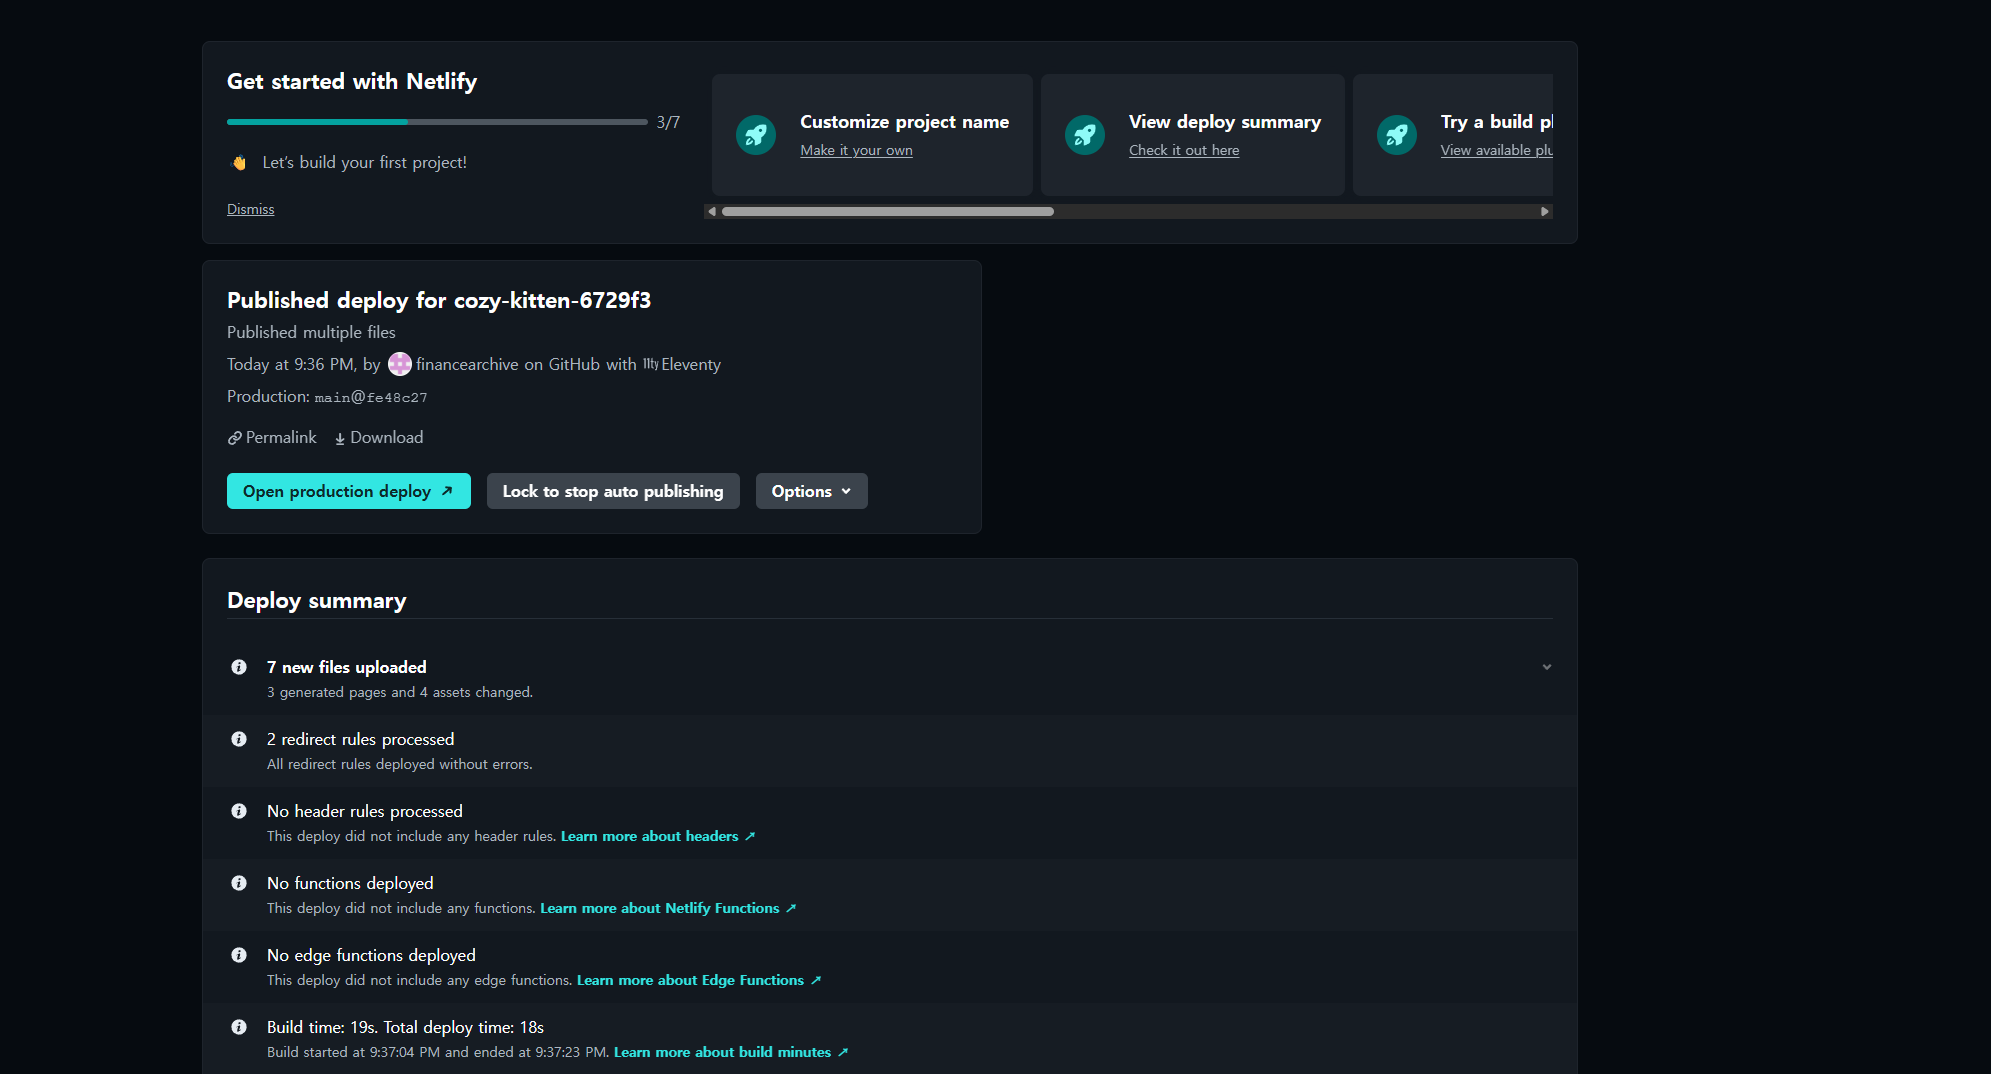 Get started with Netlify
3/7
👋 Let's build your first project!
Dismiss
Customize project name
Make it your own
View deploy summary
Check it out here
Try a build pl
View available plu
Published deploy for cozy-kitten-6729f3
Published multiple files
Today at 9:36 PM, by financearchive on GitHub with 11ty Eleventy
Production: main@fe48c27
Permalink Download
Open production deploy ↗ Lock to stop auto publishing Options
Deploy summary
7 new files uploaded
3 generated pages and 4 assets changed.
2 redirect rules processed
All redirect rules deployed without errors.
No header rules processed
This deploy did not include any header rules. Learn more about headers ↗
No functions deployed
This deploy did not include any functions. Learn more about Netlify Functions ↗
No edge functions deployed
This deploy did not include any edge functions. Learn more about Edge Functions ↗
Build time: 19s. Total deploy time: 18s
Build started at 9:37:04 PM and ended at 9:37:23 PM. Learn more about build minutes ↗